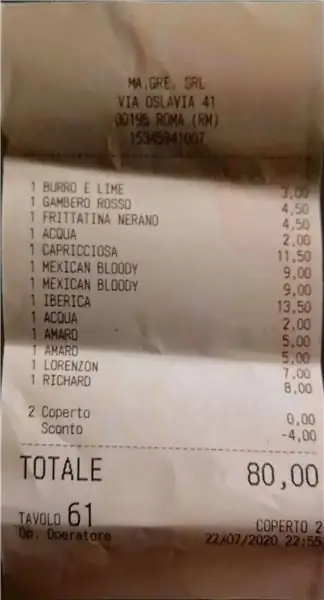 MA.GRE. SRL
VIA OSLAVIA 41
00195 ROMA (RM)
15345941007
1 BURRO E LIME 3,00
1 GAMBERO ROSSO 4,50
1 FRITTATINA NERANO 4,50
1 ACQUA 2,00
1 CAPRICCIOSA 11,50
1 MEXICAN BLOODY 9,00
1 MEXICAN BLOODY 9,00
1 IBERICA 13,50
1 ACQUA 2,00
1 AMARO 5,00
1 AMARO 5,00
1 LORENZON 7,00
1 RICHARD 8,00
2 Coperto 0,00
Sconto -4,00
TOTALE 80,00
TAVOLO 61 COPERTO 2
Op. Operatore 22/07/2020 22:55